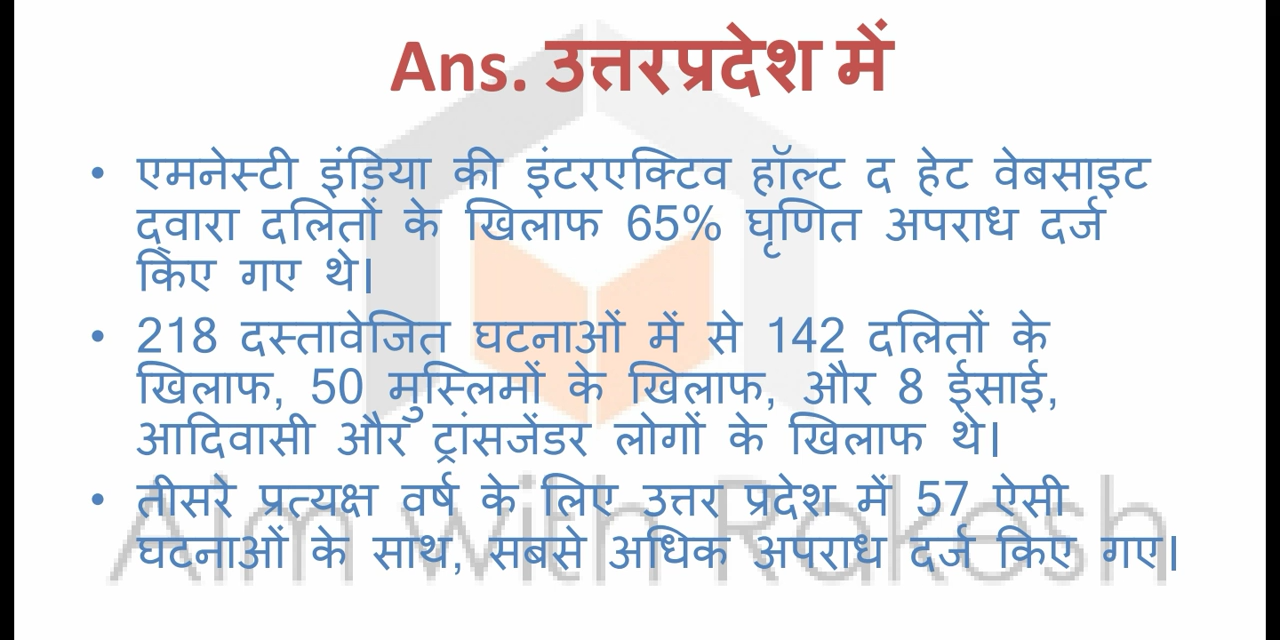 Ans. उत्तरप्रदेश में
• एमनेस्टी इंडिया की इंटरएक्टिव हॉल्ट द हेट वेबसाइट
द्वारा दलितों के खिलाफ 65% घृणित अपराध दर्ज
किए गए थे।
• 218 दस्तावेजित घटनाओं में से 142 दलितों के
खिलाफ, 50 मुस्लिमों के खिलाफ, और 8 ईसाई,
आदिवासी और ट्रांसजेंडर लोगों के खिलाफ थे।
• तीसरे प्रत्यक्ष वर्ष के लिए उत्तर प्रदेश में 57 ऐसी
घटनाओं के साथ, सबसे अधिक अपराध दर्ज किए गए।
Aim with Rakesh